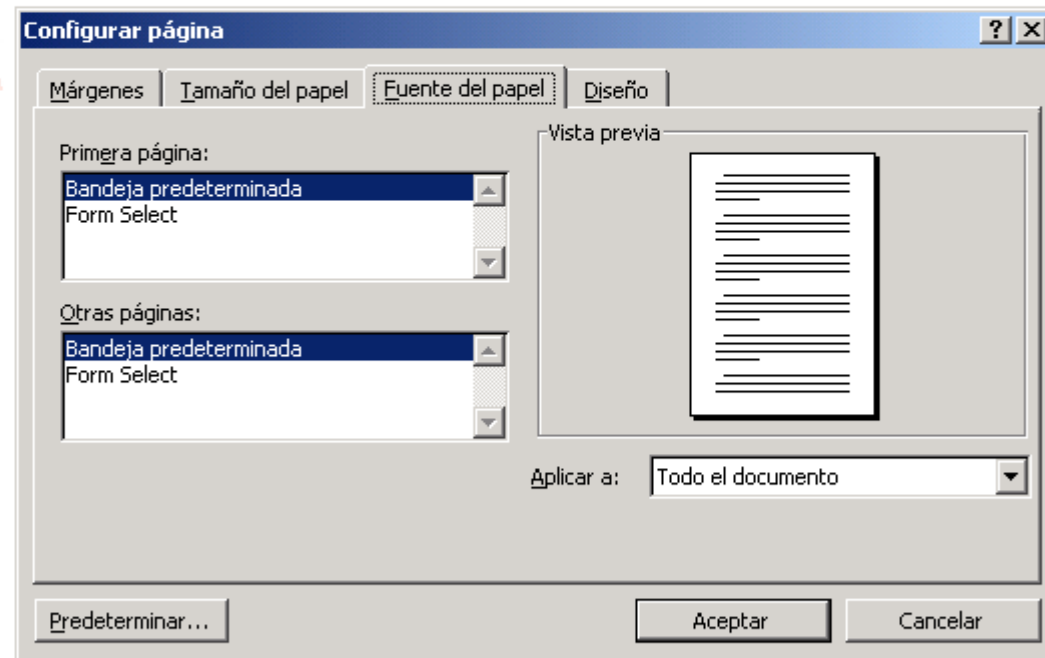 Configurar página
Márgenes
Tamaño del papel
Fuente del papel
Diseño
Primera página:
Bandeja predeterminada
Form Select
Otras páginas:
Bandeja predeterminada
Form Select
Vista previa
Aplicar a:
Todo el documento
Predeterminar...
Aceptar
Cancelar